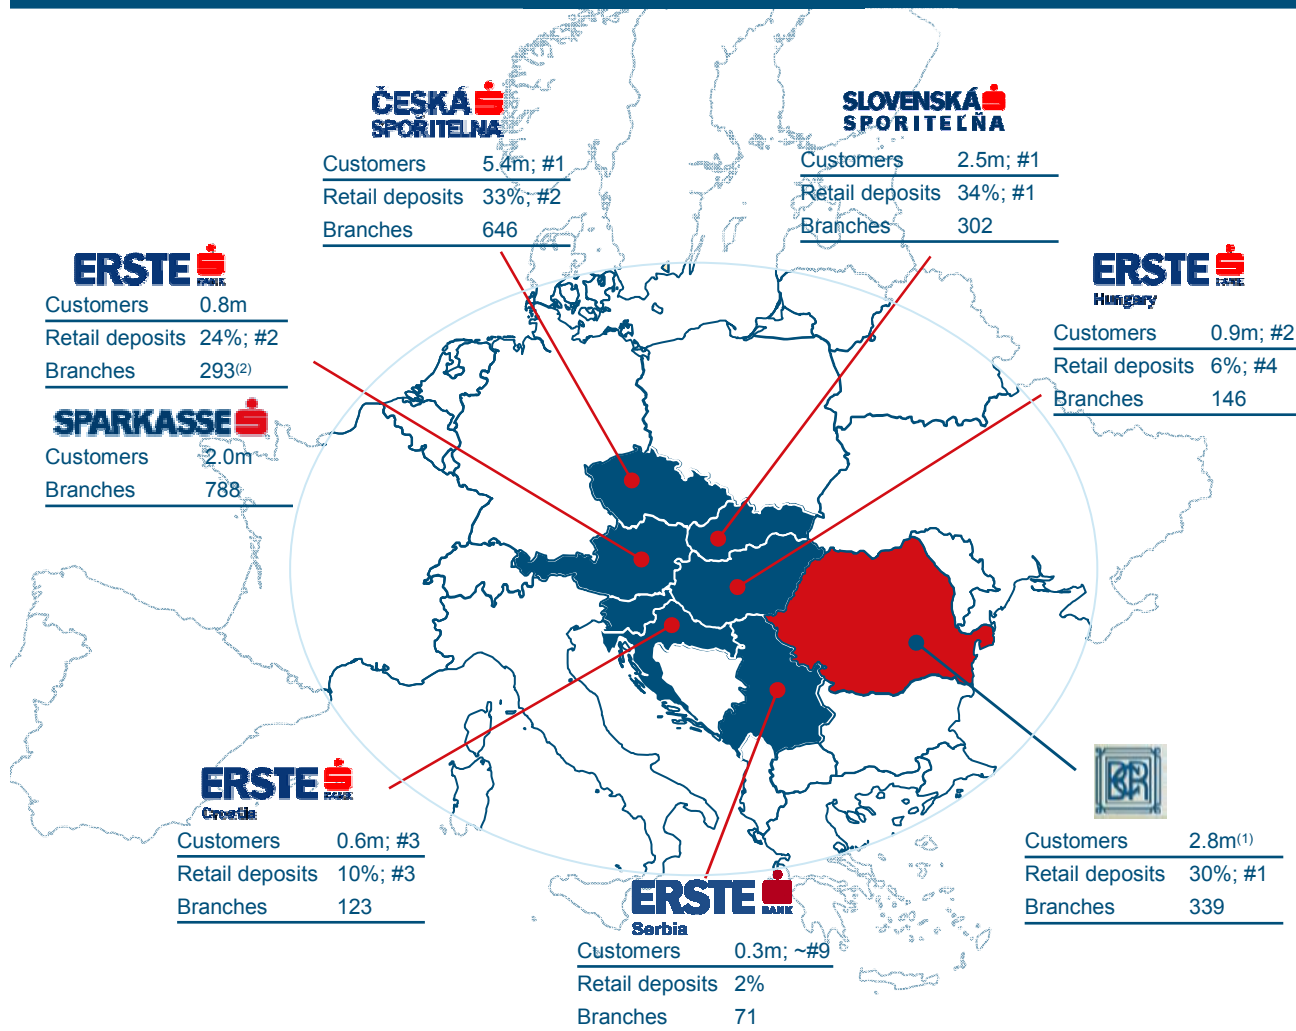 ČESKÁ
SPOŘITELNA
Customers 5.4m; #1
Retail deposits 33%; #2
Branches 646
SLOVENSKÁ
SPORITEĽŇA
Customers 2.5m; #1
Retail deposits 34%; #1
Branches 302
ERSTE
BANK
Customers 0.8m
Retail deposits 24%; #2
Branches 293(2)
SPARKASSE
Customers 2.0m
Branches 788
ERSTE
BANK
Hungary
Customers 0.9m; #2
Retail deposits 6%; #4
Branches 146
ERSTE
BANK
Croatia
Customers 0.6m; #3
Retail deposits 10%; #3
Branches 123
ERSTE
BANK
Serbia
Customers 0.3m; ~#9
Retail deposits 2%
Branches 71
BCR
Customers 2.8m(1)
Retail deposits 30%; #1
Branches 339